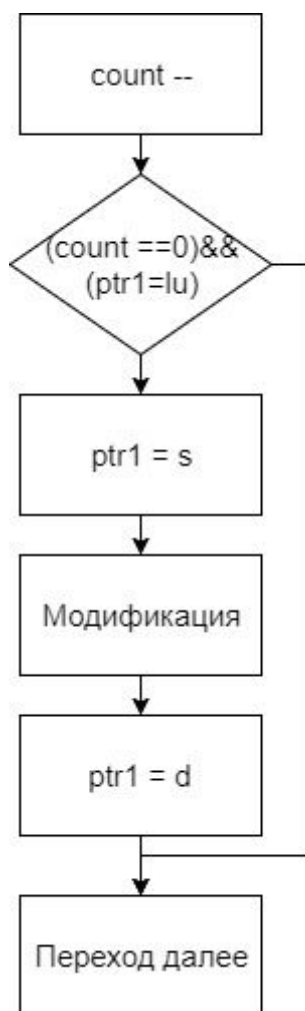 count --
(count ==0)&&
(ptr1=lu)
ptr1 = s
Модификация
ptr1 = d
Переход далее